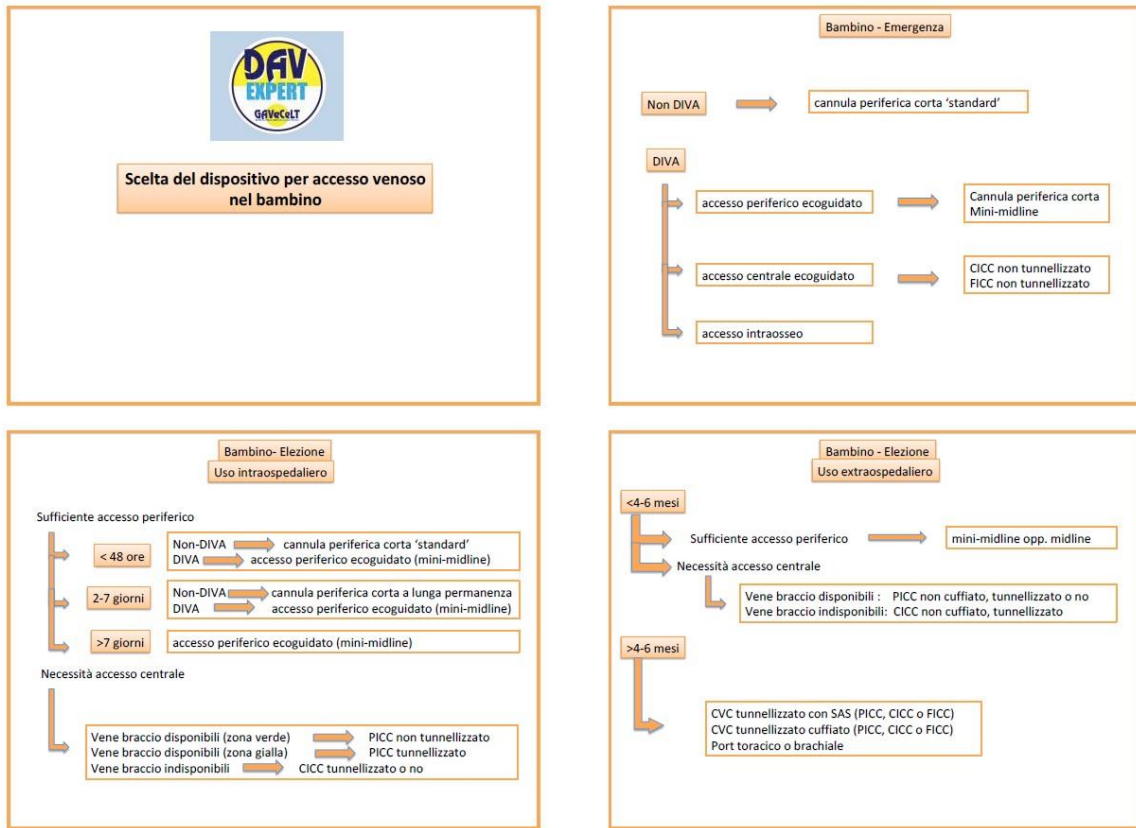 DAV
EXPERT
GAVeCeLT
Scelta del dispositivo per accesso venoso
nel bambino
Bambino - Emergenza
Non DIVA
cannula periferica corta ‘standard’
DIVA
accesso periferico ecoguidato
Cannula periferica corta
Mini-midline
accesso centrale ecoguidato
CICC non tunnellizzato
FICC non tunnellizzato
accesso intraosseo
Bambino- Elezione
Uso intraospedaliero
Sufficiente accesso periferico
< 48 ore
Non-DIVA cannula periferica corta ‘standard’
DIVA accesso periferico ecoguidato (mini-midline)
2-7 giorni
Non-DIVA cannula periferica corta a lunga permanenza
DIVA accesso periferico ecoguidato (mini-midline)
>7 giorni
accesso periferico ecoguidato (mini-midline)
Necessità accesso centrale
Vene braccio disponibili (zona verde) PICC non tunnellizzato
Vene braccio disponibili (zona gialla) PICC tunnellizzato
Vene braccio indisponibili CICC tunnellizzato o no
Bambino - Elezione
Uso extraospedaliero
<4-6 mesi
Sufficiente accesso periferico
mini-midline opp. midline
Necessità accesso centrale
Vene braccio disponibili : PICC non cuffiato, tunnellizzato o no
Vene braccio indisponibili: CICC non cuffiato, tunnellizzato
>4-6 mesi
CVC tunnellizzato con SAS (PICC, CICC o FICC)
CVC tunnellizzato cuffiato (PICC, CICC o FICC)
Port toracico o brachiale